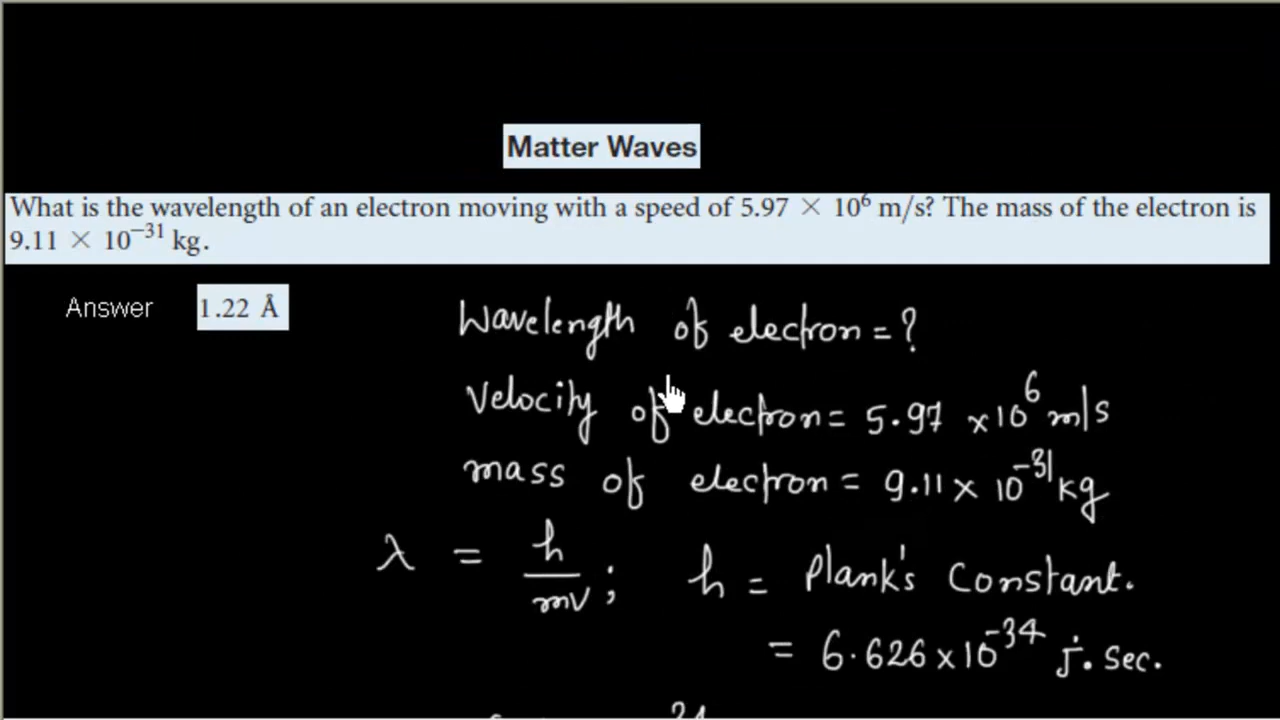 Matter Waves
What is the wavelength of an electron moving with a speed of 5.97 × 10⁶ m/s? The mass of the electron is
9.11 × 10⁻³¹ kg.
Answer 1.22 Å
Wavelength of electron = ?
Velocity of electron = 5.97 × 10⁶ m/s
mass of electron = 9.11 × 10⁻³¹ kg
λ = h/mv ; h = Plank's Constant.
= 6.626 × 10⁻³⁴ j. sec.